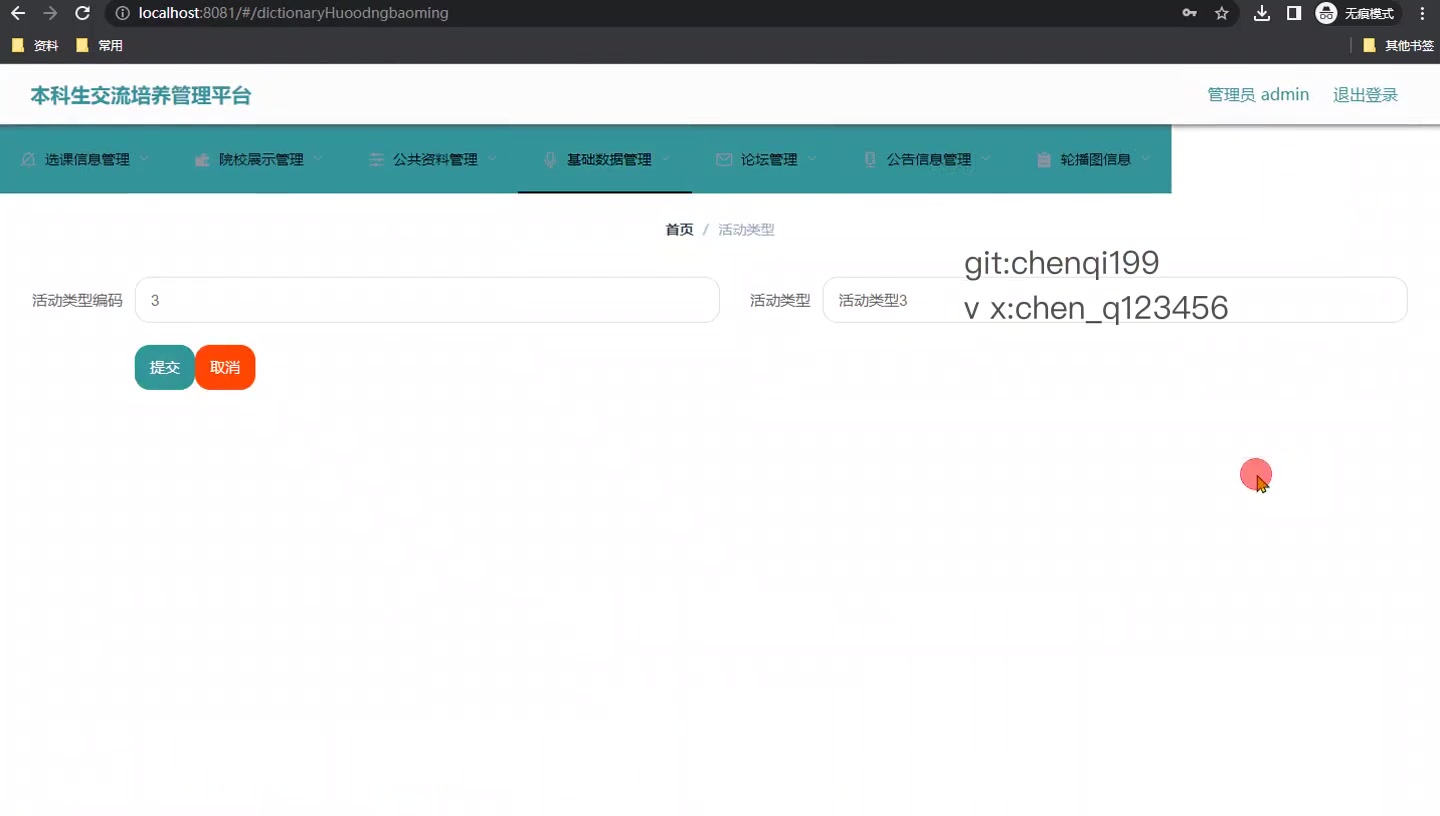 localhost:8081/#/dictionaryHuoodngbaoming
无痕模式
资料
常用
其他书签
本科生交流培养管理平台
管理员 admin
退出登录
选课信息管理
院校展示管理
公共资料管理
基础数据管理
论坛管理
公告信息管理
轮播图信息
首页 / 活动类型
git:chenqi199
活动类型编码
3
活动类型
活动类型3
v x:chen_q123456
提交
取消